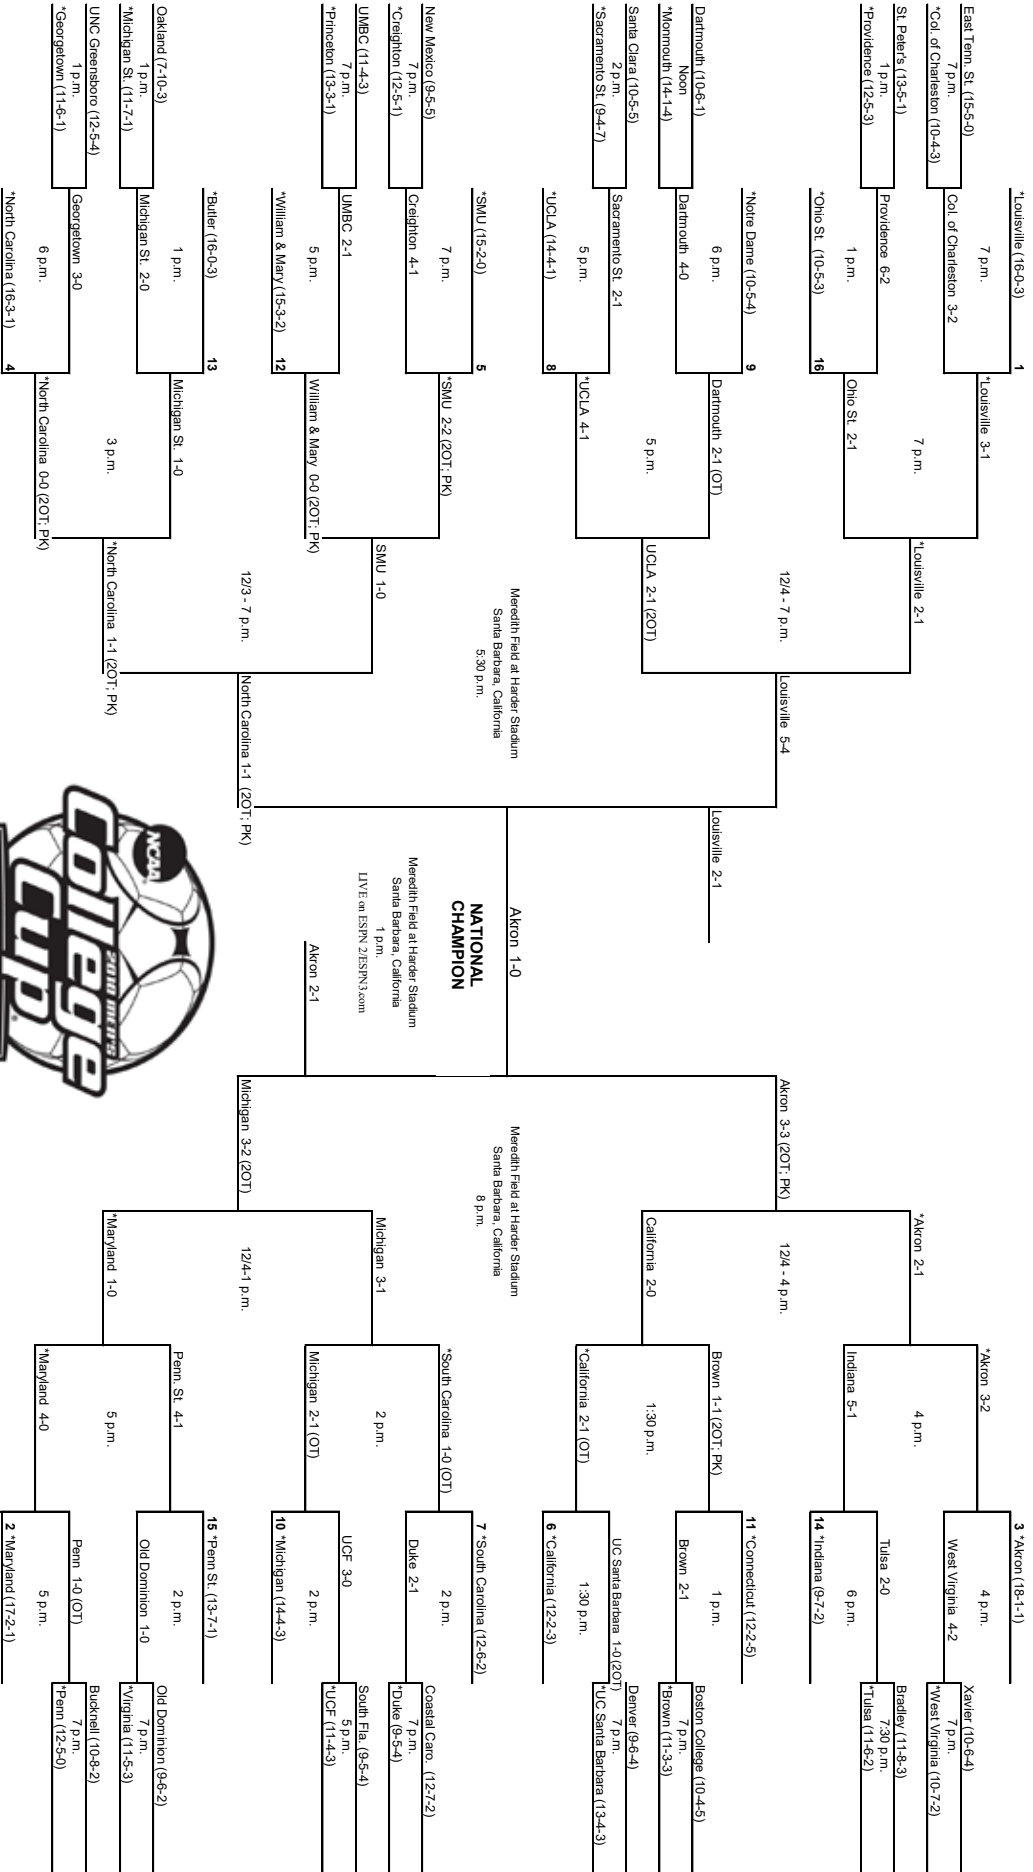 *Louisville (16-0-3)
7 p.m.
East Tenn. St. (15-5-0)
7 p.m.
*Col. of Charleston (10-4-3)
Col. of Charleston 3-2
1
*Louisville 3-1
St. Peter's (13-5-1)
1 p.m.
*Providence (12-5-3)
Providence 6-2
1 p.m.
*Ohio St. (10-5-3)
16
Ohio St. 2-1
7 p.m.
*Louisville 2-1
*Notre Dame (10-5-4)
6 p.m.
9
Dartmouth (10-6-1)
Noon
*Monmouth (14-1-4)
Dartmouth 4-0
Dartmouth 2-1 (OT)
Santa Clara (10-5-5)
2 p.m.
*Sacramento St. (9-4-7)
Sacramento St. 2-1
5 p.m.
*UCLA (14-4-1)
8
*UCLA 4-1
5 p.m.
UCLA 2-1 (2OT)
12/4 - 7 p.m.
Louisville 5-4
*SMU (15-2-0)
7 p.m.
5
New Mexico (9-5-5)
7 p.m.
*Creighton (12-5-1)
Creighton 4-1
*SMU 2-2 (2OT; PK)
UMBC (11-4-3)
7 p.m.
*Princeton (13-3-1)
UMBC 2-1
5 p.m.
*William & Mary (15-3-2)
12
William & Mary 0-0 (2OT; PK)
SMU 1-0
*Butler (16-0-3)
1 p.m.
13
Oakland (7-10-3)
1 p.m.
*Michigan St. (11-7-1)
Michigan St. 2-0
Michigan St. 1-0
UNC Greensboro (12-5-4)
1 p.m.
*Georgetown (11-6-1)
Georgetown 3-0
6 p.m.
*North Carolina (16-3-1)
4
*North Carolina 0-0 (2OT; PK)
3 p.m.
*North Carolina 1-1 (2OT; PK)
12/3 - 7 p.m.
North Carolina 1-1 (2OT; PK)
Meredith Field at Harder Stadium
Santa Barbara, California
5:30 p.m.
Louisville 2-1
Akron 1-0
NATIONAL
CHAMPION
Meredith Field at Harder Stadium
Santa Barbara, California
1 p.m.
LIVE on ESPN 2/ESPN3.com
Akron 2-1
NCAA
College
Cup
Meredith Field at Harder Stadium
Santa Barbara, California
8 p.m.
Akron 3-3 (2OT; PK)
*Akron 2-1
12/4 - 4 p.m.
California 2-0
*Akron 3-2
4 p.m.
Indiana 5-1
3 *Akron (18-1-1)
4 p.m.
West Virginia 4-2
Xavier (10-6-4)
7 p.m.
*West Virginia (10-7-2)
Tulsa 2-0
6 p.m.
14 *Indiana (9-7-2)
Bradley (11-8-3)
7:30 p.m.
*Tulsa (11-6-2)
Brown 1-1 (2OT; PK)
1:30 p.m.
*California 2-1 (OT)
11 *Connecticut (12-2-5)
1 p.m.
Brown 2-1
Boston College (10-4-5)
7 p.m.
*Brown (11-3-3)
UC Santa Barbara 1-0 (2OT)
1:30 p.m.
6 *California (12-2-3)
Denver (9-6-4)
7 p.m.
*UC Santa Barbara (13-4-3)
Michigan 3-2 (2OT)
Michigan 3-1
12/4-1 p.m.
*Maryland 1-0
*South Carolina 1-0 (OT)
2 p.m.
Michigan 2-1 (OT)
7 *South Carolina (12-6-2)
2 p.m.
Duke 2-1
Coastal Caro. (12-7-2)
7 p.m.
*Duke (9-5-4)
UCF 3-0
2 p.m.
10 *Michigan (14-4-3)
South Fla. (9-5-4)
5 p.m.
*UCF (11-4-3)
Penn. St. 4-1
5 p.m.
*Maryland 4-0
15 *Penn St. (13-7-1)
2 p.m.
Old Dominion 1-0
Old Dominion (9-6-2)
7 p.m.
*Virginia (11-5-3)
Penn 1-0 (OT)
5 p.m.
2 *Maryland (17-2-1)
Bucknell (10-8-2)
7 p.m.
*Penn (12-5-0)